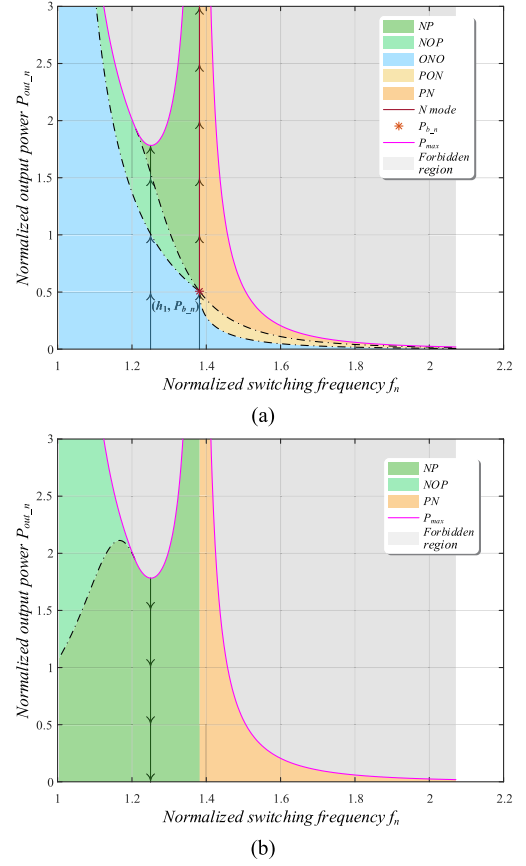 3
2.5
2
1.5
1
0.5
0
1
1.2
1.4
1.6
1.8
2
2.2
Normalized output power P_out_n
Normalized switching frequency f_n
NP
NOP
ONO
PON
PN
N mode
P_b_n
P_max
Forbidden
region
(h_1, P_b_n)
(a)
3
2.5
2
1.5
1
0.5
0
1
1.2
1.4
1.6
1.8
2
2.2
Normalized output power P_out_n
Normalized switching frequency f_n
NP
NOP
PN
P_max
Forbidden
region
(b)